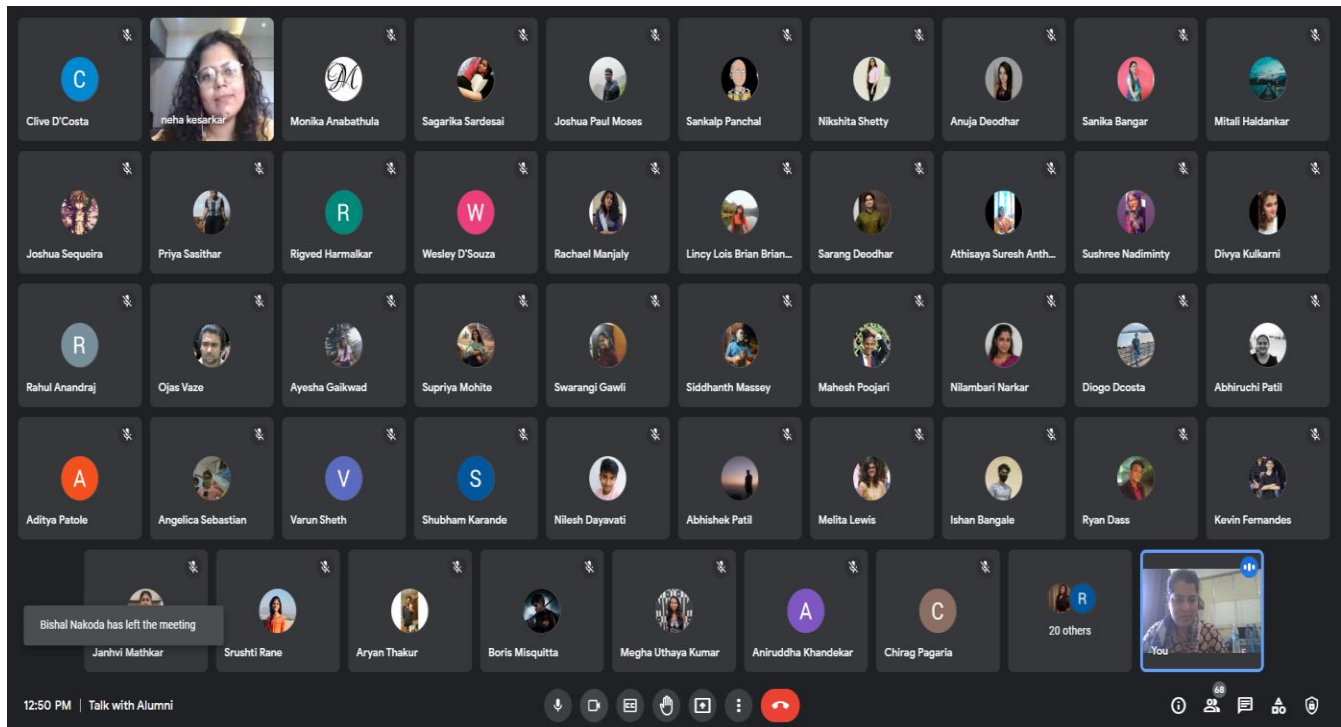 C
Clive D'Costa
neha kesarkar
M
Monika Anabathula
Sagarika Sardesai
Joshua Paul Moses
Sankalp Panchal
Nikshita Shetty
Anuja Deodhar
Sanika Bangar
Mitali Haldankar
Joshua Sequeira
Priya Sasithar
R
Rigved Harmalkar
W
Wesley D'Souza
Rachael Manjaly
Lincy Lois Brian Brian...
Sarang Deodhar
Athisaya Suresh Anth...
Sushree Nadiminty
Divya Kulkarni
R
Rahul Anandraj
Ojas Vaze
Ayesha Gaikwad
Supriya Mohite
Swarangi Gawli
Siddhanth Massey
Mahesh Poojari
Nilambari Narkar
Diogo Dcosta
Abhiruchi Patil
A
Aditya Patole
Angelica Sebastian
V
Varun Sheth
S
Shubham Karande
Nilesh Dayavati
Abhishek Patil
Melita Lewis
Ishan Bangale
Ryan Dass
Kevin Fernandes
Bishal Nakoda has left the meeting
Janhvi Mathkar
Srushti Rane
Aryan Thakur
Boris Misquitta
Megha Uthaya Kumar
A
Aniruddha Khandekar
C
Chirag Pagaria
R
20 others
You
12:50 PM | Talk with Alumni
CC
68